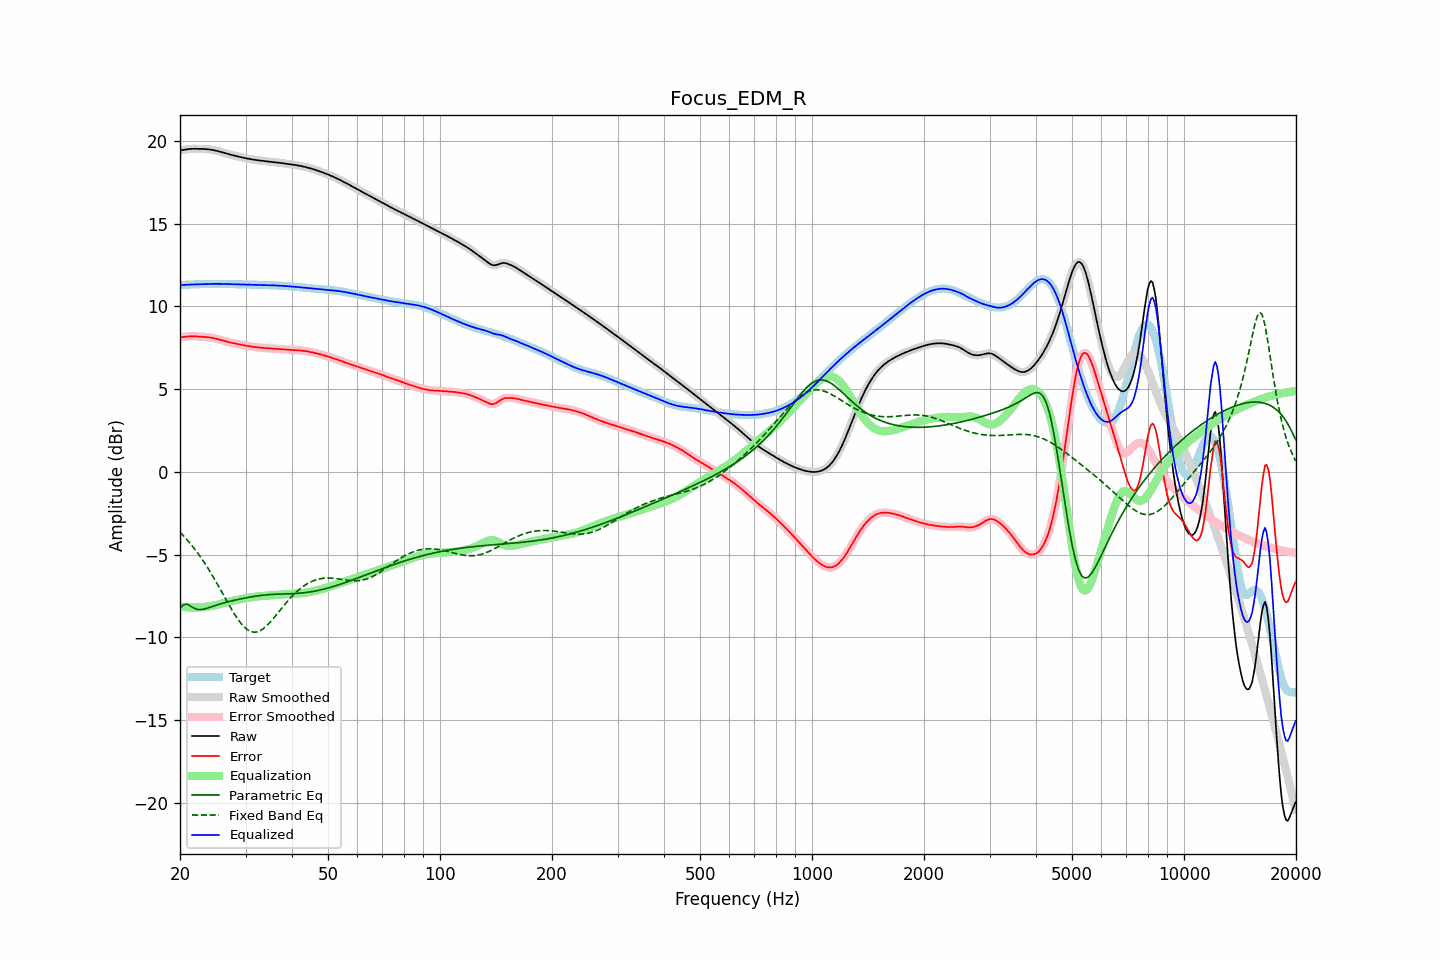 Focus_EDM_R
Amplitude (dBr)
20
15
10
5
0
−5
−10
−15
−20
Target
Raw Smoothed
Error Smoothed
Raw
Error
Equalization
Parametric Eq
Fixed Band Eq
Equalized
20 50 100 200 500 1000 2000 5000 10000 20000
Frequency (Hz)